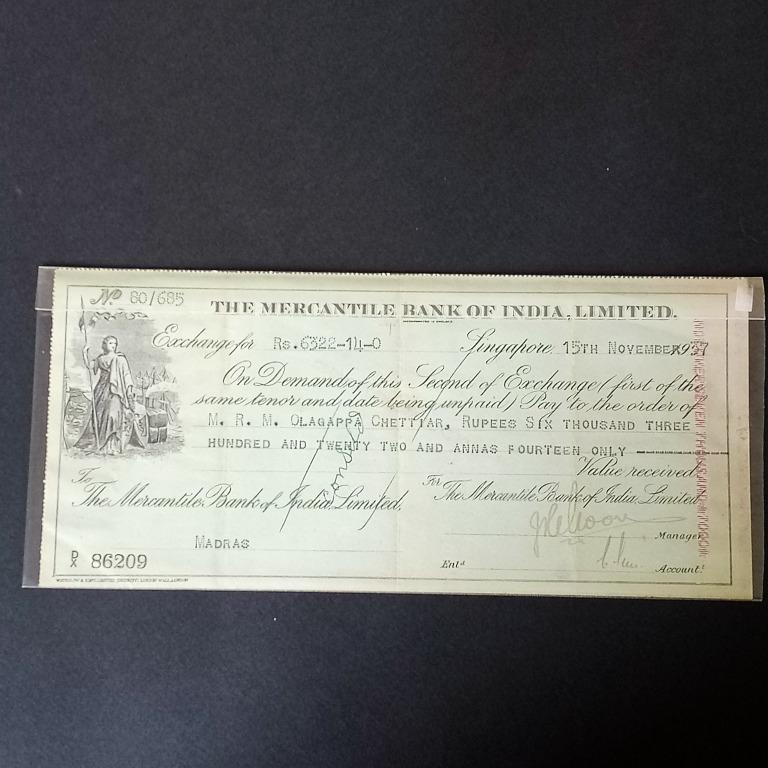 No 80/685
THE MERCANTILE BANK OF INDIA, LIMITED.
Exchange for Rs.6322-14-0 Singapore 15TH NOVEMBER 1937
On Demand of this Second of Exchange (first of the
same tenor and date being unpaid) Pay to the order of
M. R. M. OLAGAPPA CHETTYAR, RUPEES SIX THOUSAND THREE
HUNDRED AND TWENTY TWO AND ANNAS FOURTEEN ONLY
Value received
To For
The Mercantile Bank of India Limited. The Mercantile Bank of India Limited
Manager
MADRAS
D/X 86209
Entd Accountt